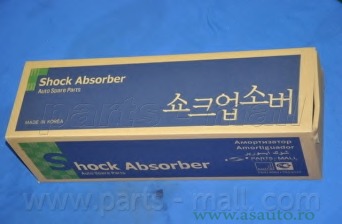 Shock Absorber
Auto Spare Parts
MADE IN KOREA
쇼크업소버
Shock Absorber
Auto Spare Parts
Амортизатор
Amortiguador
PARTS-MALL
www.parts-mall.com
www.asauto.ro